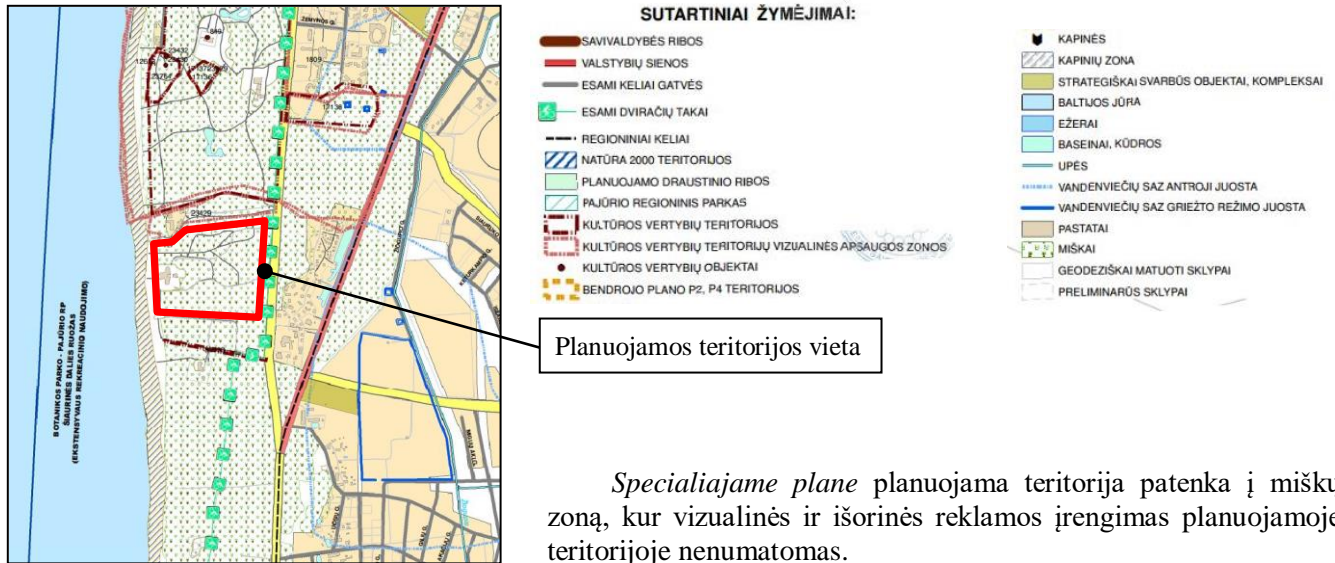 SUTARTINIAI ŽYMĖJIMAI:
SAVIVALDYBĖS RIBOS
VALSTYBIŲ SIENOS
ESAMI KELIAI GATVĖS
ESAMI DVIRAČIŲ TAKAI
REGIONINIAI KELIAI
NATŪRA 2000 TERITORIJOS
PLANUOJAMO DRAUSTINIO RIBOS
PAJŪRIO REGIONINIS PARKAS
KULTŪROS VERTYBIŲ TERITORIJOS
KULTŪROS VERTYBIŲ TERITORIJŲ VIZUALINĖS APSAUGOS ZONOS
KULTŪROS VERTYBIŲ OBJEKTAI
BENDROJO PLANO P2, P4 TERITORIJOS
KAPINĖS
KAPINIŲ ZONA
STRATEGIŠKAI SVARBŪS OBJEKTAI, KOMPLEKSAI
BALTIJOS JŪRA
EŽERAI
BASEINAI, KŪDROS
UPĖS
VANDENVIEČIŲ SAZ ANTROJI JUOSTA
VANDENVIEČIŲ SAZ GRIEŽTO REŽIMO JUOSTA
PASTATAI
MIŠKAI
GEODEZIŠKAI MATUOTI SKLYPAI
PRELIMINARŪS SKLYPAI
1809
23429
BOTANIKOS PARKO - PAJŪRIO RP
ŠIAURINĖS DALIES RUOŽAS
(EKSTENSYVAUS REKREACINIO NAUDOJIMO)
Planuojamos teritorijos vieta
Specialiajame plane planuojama teritorija patenka į miškų
zoną, kur vizualinės ir išorinės reklamos įrengimas planuojamoje
teritorijoje nenumatomas.